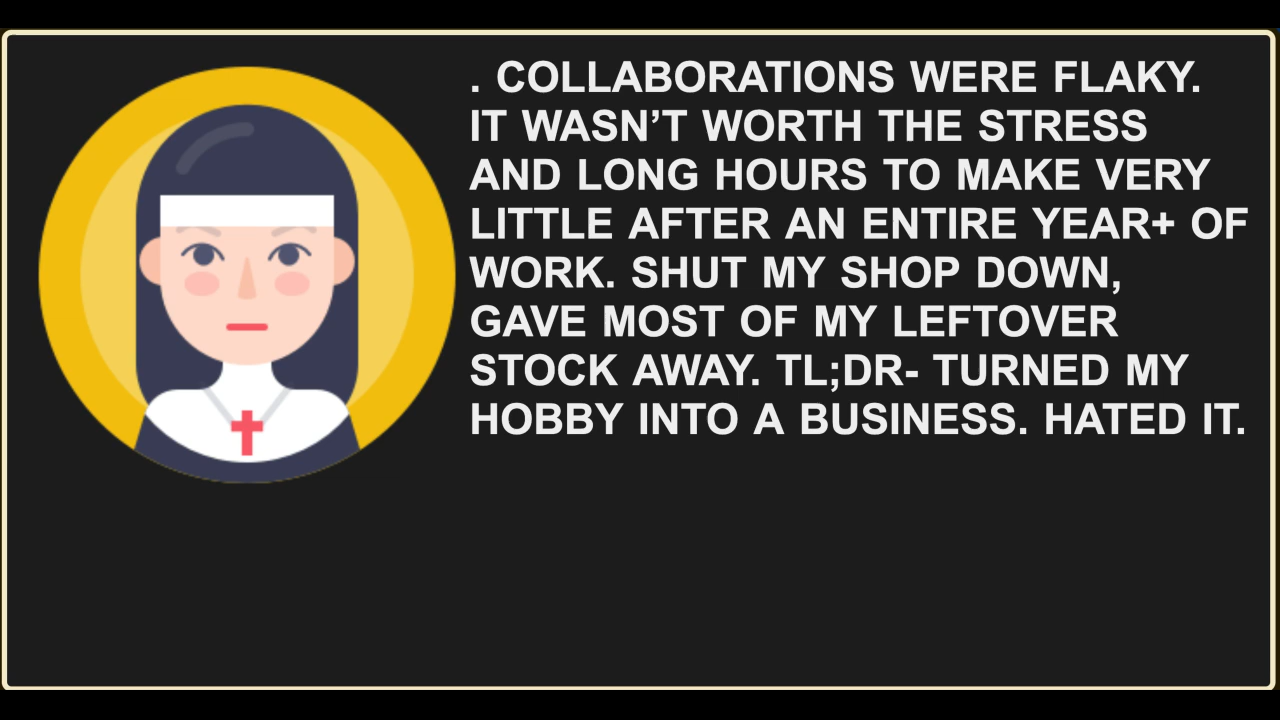 . COLLABORATIONS WERE FLAKY.
IT WASN’T WORTH THE STRESS
AND LONG HOURS TO MAKE VERY
LITTLE AFTER AN ENTIRE YEAR+ OF
WORK. SHUT MY SHOP DOWN,
GAVE MOST OF MY LEFTOVER
STOCK AWAY. TL;DR- TURNED MY
HOBBY INTO A BUSINESS. HATED IT.